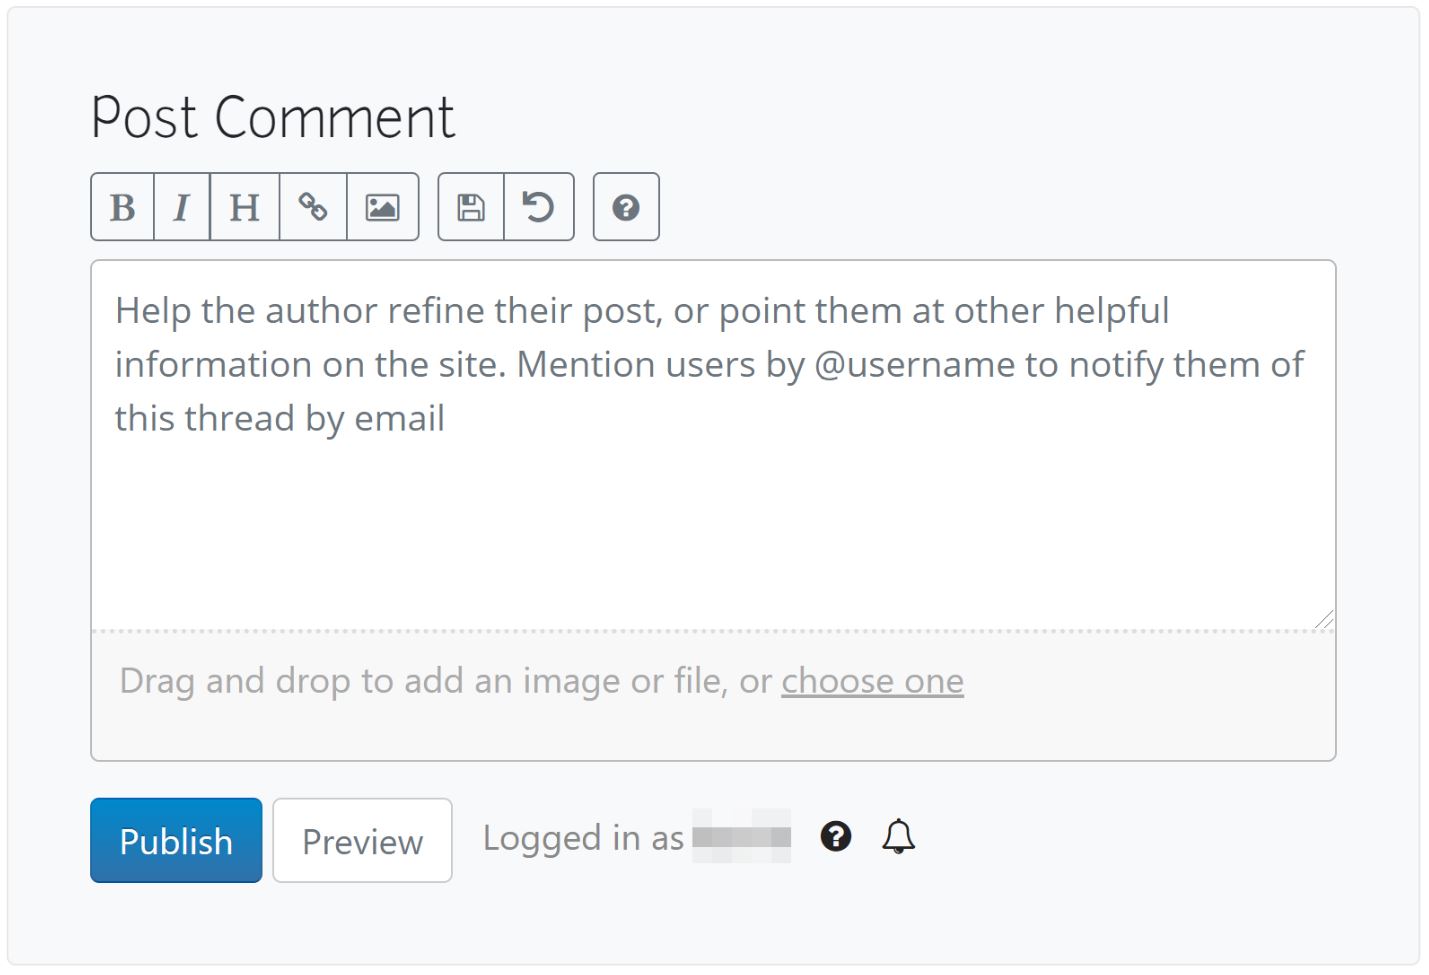 Post Comment
B I H
Help the author refine their post, or point them at other helpful
information on the site. Mention users by @username to notify them of
this thread by email
Drag and drop to add an image or file, or choose one
Publish Preview Logged in as